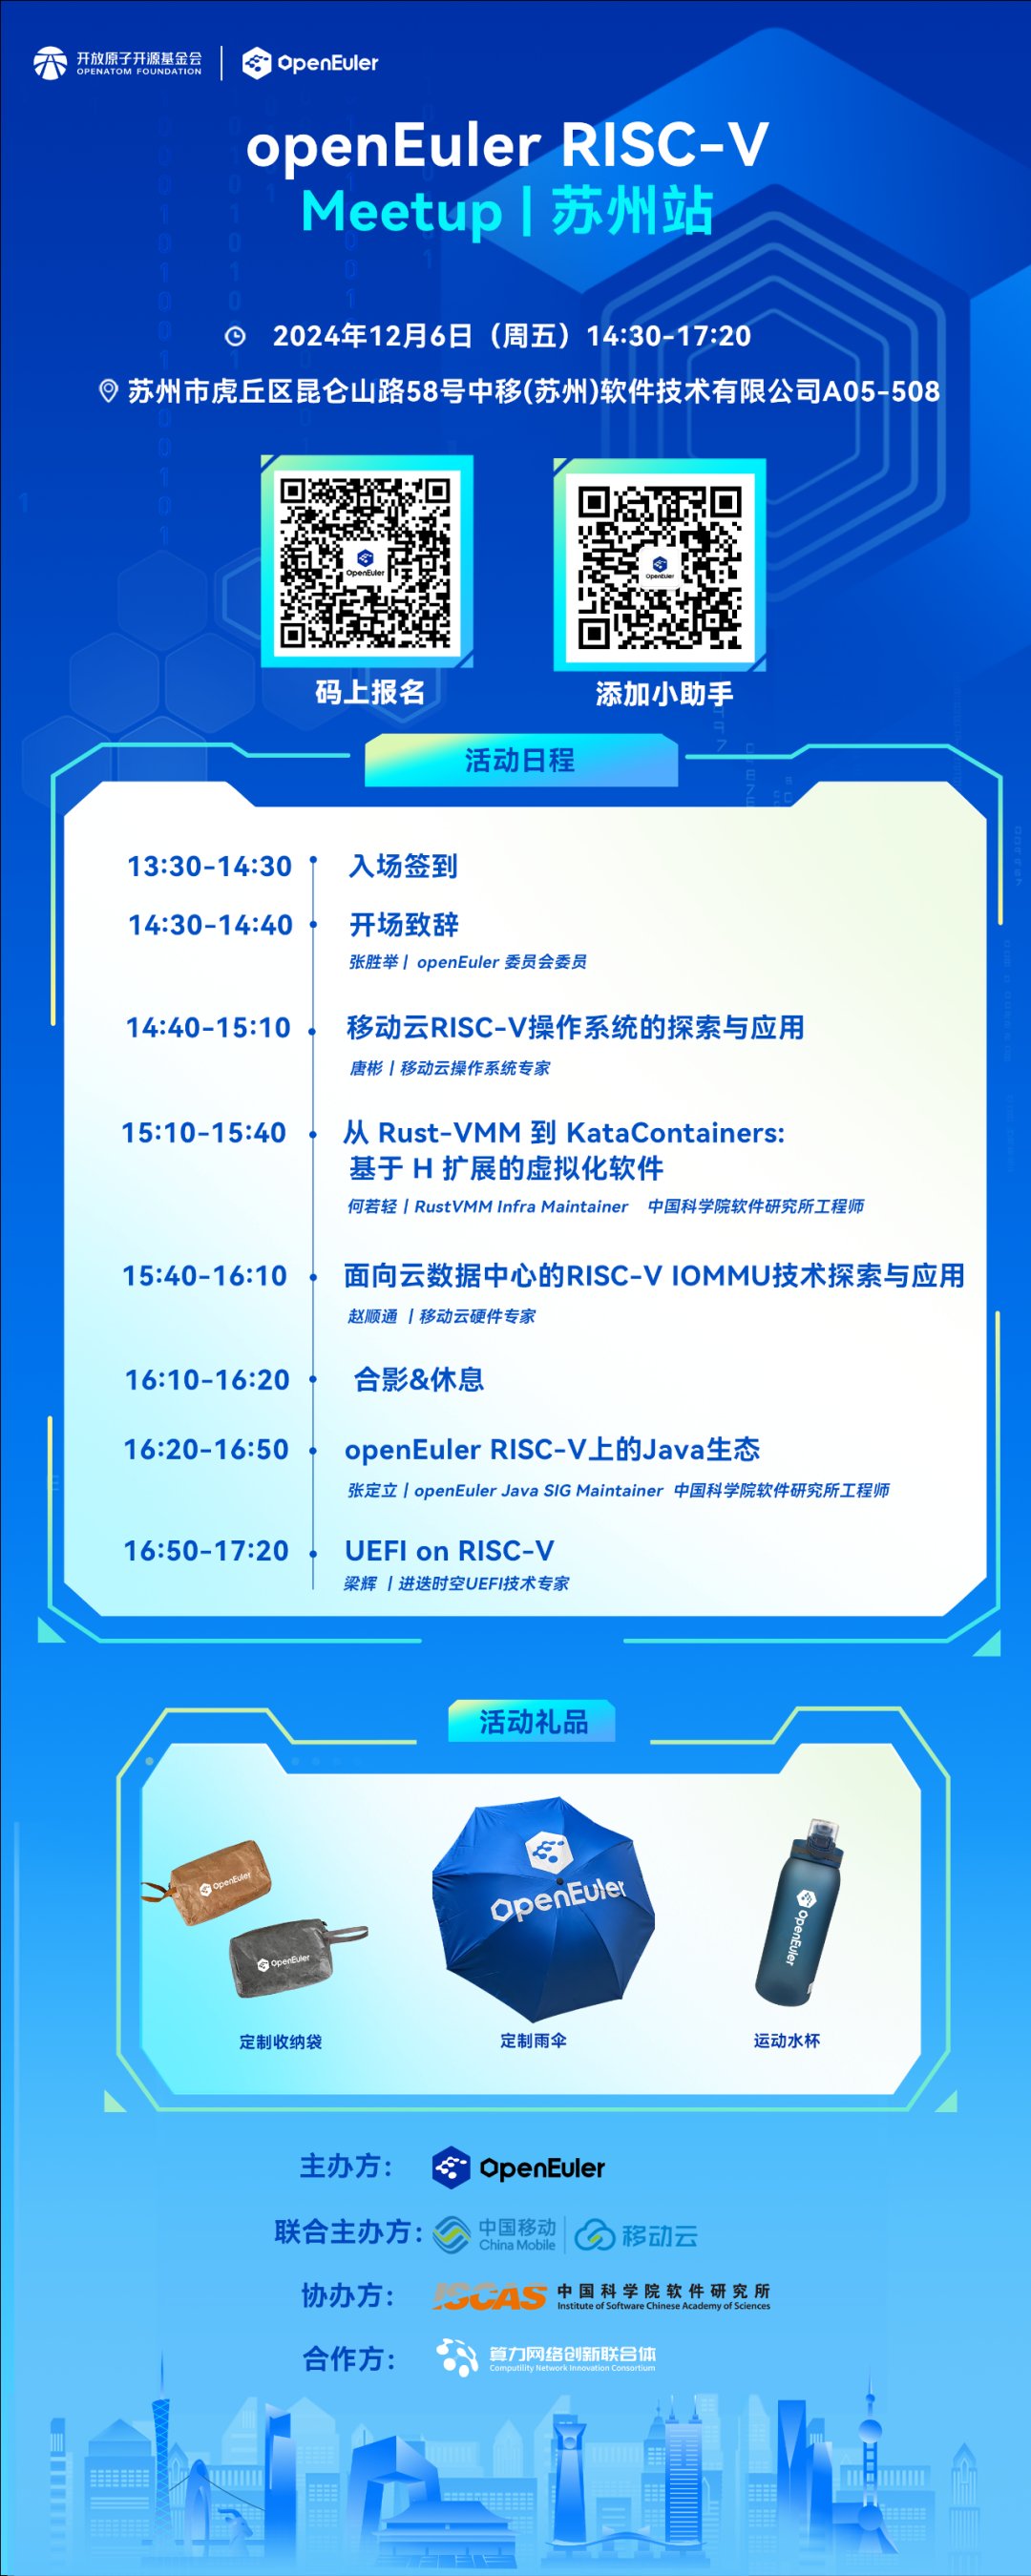 开放原子开源基金会
OPENATOM FOUNDATION
OpenEuler
openEuler RISC-V
Meetup | 苏州站
2024年12月6日（周五）14:30-17:20
苏州市虎丘区昆仑山路58号中移(苏州)软件技术有限公司A05-508
OpenEuler
OpenEuler
码上报名
添加小助手
活动日程
13:30-14:30 入场签到
14:30-14:40 开场致辞
张胜举 | openEuler 委员会委员
14:40-15:10 移动云RISC-V操作系统的探索与应用
唐彬 | 移动云操作系统专家
15:10-15:40 从 Rust-VMM 到 KataContainers:
基于 H 扩展的虚拟化软件
何若轻 | RustVMM Infra Maintainer 中国科学院软件研究所工程师
15:40-16:10 面向云数据中心的RISC-V IOMMU技术探索与应用
赵顺通 | 移动云硬件专家
16:10-16:20 合影&休息
16:20-16:50 openEuler RISC-V上的Java生态
张定立 | openEuler Java SIG Maintainer 中国科学院软件研究所工程师
16:50-17:20 UEFI on RISC-V
梁辉 | 进迭时空UEFI技术专家
活动礼品
OpenEuler
OpenEuler
OpenEuler
OpenEuler
定制收纳袋
定制雨伞
运动水杯
主办方: OpenEuler
联合主办方: 中国移动 China Mobile | 移动云
协办方: ISCAS 中国科学院软件研究所
Institute of Software Chinese Academy of Sciences
合作方: 算力网络创新联合体
Computility Network Innovation Consortium